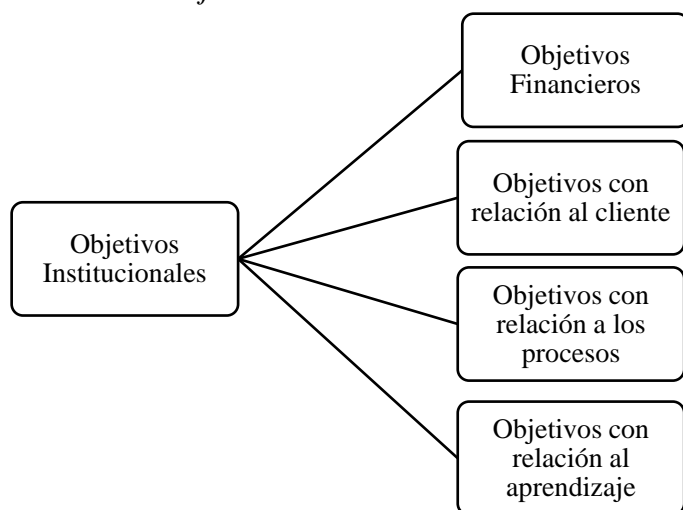 Objetivos
Financieros
Objetivos con
relación al cliente
Objetivos
Institucionales
Objetivos con
relación a los
procesos
Objetivos con
relación al
aprendizaje